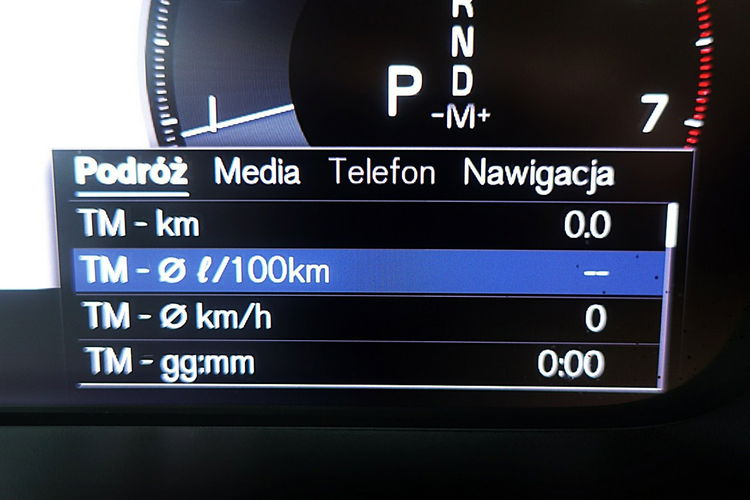 R
N
P D
-M+
7
Podróż Media Telefon Nawigacja
TM - km 0.0
TM - Ø ℓ/100km --
TM - Ø km/h 0
TM - gg:mm 0:00